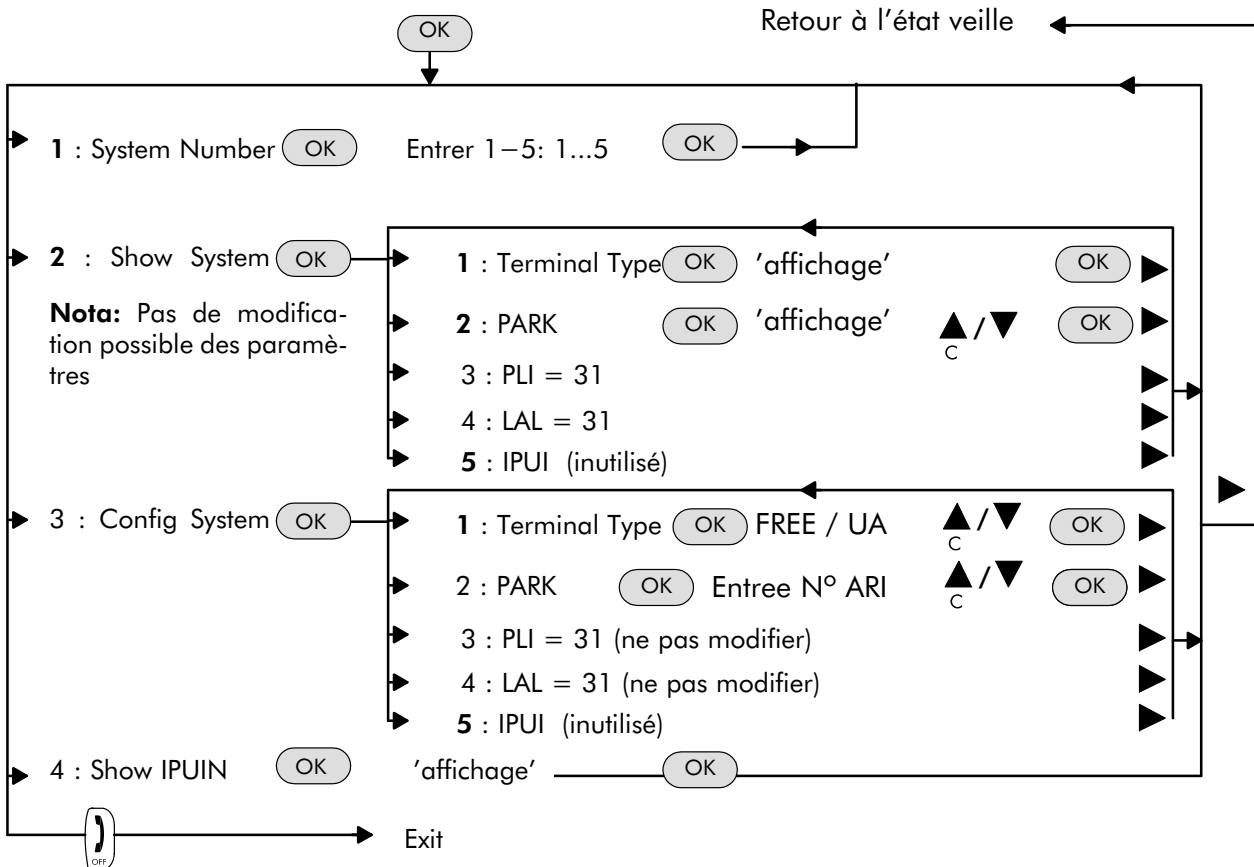 Retour à l'état veille
OK
1 : System Number OK Entrer 1–5: 1...5 OK
2 : Show System OK
Nota: Pas de modifica-
tion possible des paramè-
tres
1 : Terminal Type OK 'affichage' OK
2 : PARK OK 'affichage' ▲/▼ OK
C
3 : PLI = 31
4 : LAL = 31
5 : IPUI (inutilisé)
3 : Config System OK
1 : Terminal Type OK FREE / UA ▲/▼ OK
C
2 : PARK OK Entree Nº ARI ▲/▼ OK
C
3 : PLI = 31 (ne pas modifier)
4 : LAL = 31 (ne pas modifier)
5 : IPUI (inutilisé)
4 : Show IPUIN OK 'affichage' OK
OFF
Exit